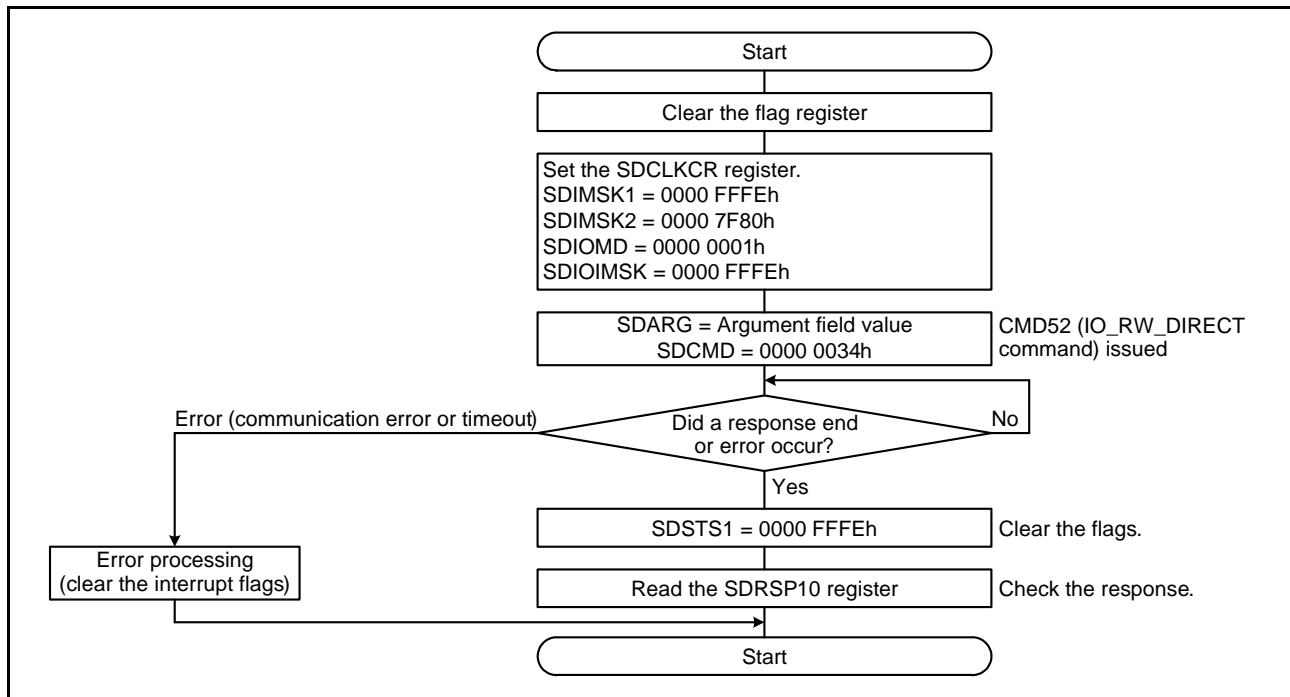 Start
Clear the flag register
Set the SDCLKCR register.
SDIMSK1 = 0000 FFFEh
SDIMSK2 = 0000 7F80h
SDIOMD = 0000 0001h
SDIOIMSK = 0000 FFFEh
SDARG = Argument field value
SDCMD = 0000 0034h
CMD52 (IO_RW_DIRECT
command) issued
Error (communication error or timeout)
Did a response end
or error occur?
No
Yes
SDSTS1 = 0000 FFFEh
Clear the flags.
Error processing
(clear the interrupt flags)
Read the SDRSP10 register
Check the response.
Start